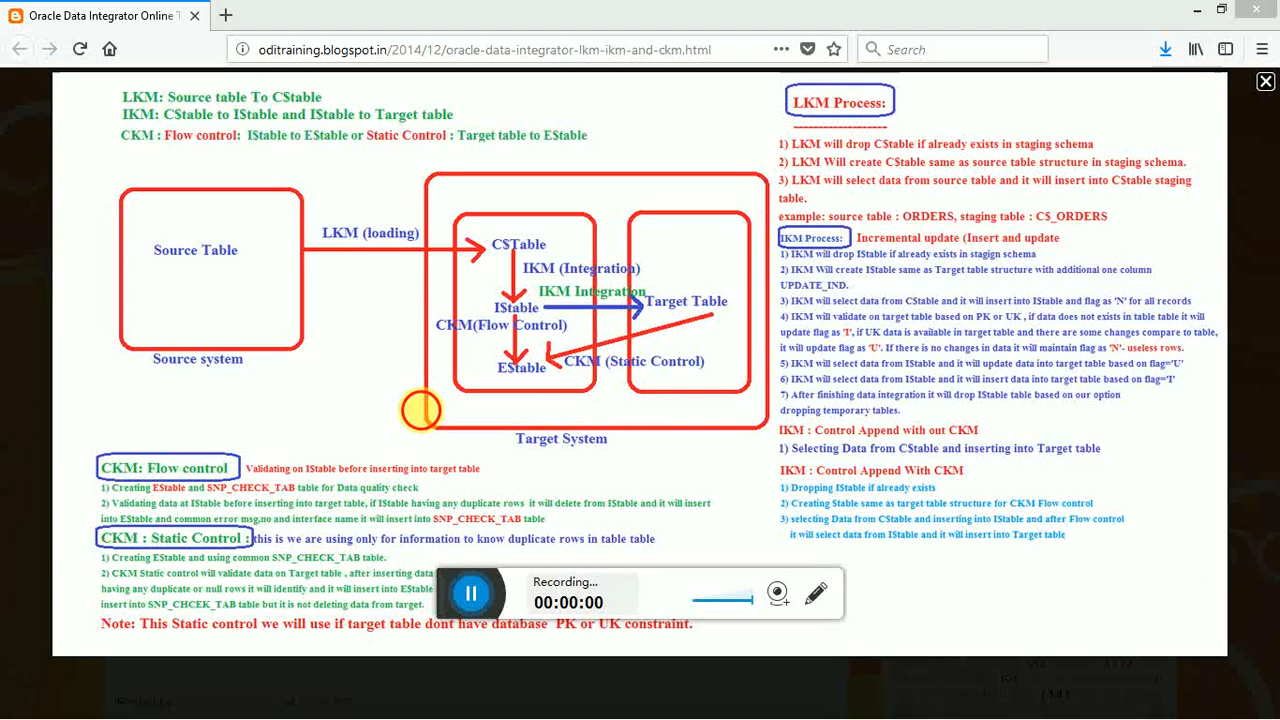 Oracle Data Integrator Online T
oditraining.blogspot.in/2014/12/oracle-data-integrator-lkm-ikm-and-ckm.html
Search
LKM: Source table To C$table
IKM: C$table to I$table and I$table to Target table
CKM : Flow control: I$table to E$table or Static Control : Target table to E$table
Source Table
Source system
LKM (loading)
C$Table
IKM (Integration)
IKM Integration
I$table
Target Table
CKM(Flow Control)
CKM (Static Control)
E$table
Target System
LKM Process:
--------------------
1) LKM will drop C$table if already exists in staging schema
2) LKM Will create C$table same as source table structure in staging schema.
3) LKM will select data from source table and it will insert into C$table staging
table.
example: source table : ORDERS, staging table : C$_ORDERS
IKM Process: Incremental update (Insert and update
1) IKM will drop I$table if already exists in stagign schema
2) IKM Will create I$table same as Target table structure with additional one column
UPDATE_IND.
3) IKM will select data from C$table and it will insert into I$table and flag as 'N' for all records
4) IKM will validate on target table based on PK or UK , if data does not exists in table table it will
update flag as 'I', if UK data is available in target table and there are some changes compare to table,
it will update flag as 'U'. If there is no changes in data it will maintain flag as 'N'- useless rows.
5) IKM will select data from I$table and it will update data into target table based on flag='U'
6) IKM will select data from I$table and it will insert data into target table based on flag='I'
7) After finishing data integration it will drop I$table table based on our option
dropping temporary tables.
IKM : Control Append with out CKM
1) Selecting Data from C$table and inserting into Target table
IKM : Control Append With CKM
1) Dropping I$table if already exists
2) Creating $table same as target table structure for CKM Flow control
3) selecting Data from C$table and inserting into I$table and after Flow control
it will select data from I$table and it will insert into Target table
CKM: Flow control Validating on I$table before inserting into target table
1) Creating E$table and SNP_CHECK_TAB table for Data quality check
2) Validating data at I$table before inserting into target table, if I$table having any duplicate rows it will delete from I$table and it will insert
into E$table and common error msg,no and interface name it will insert into SNP_CHECK_TAB table
CKM : Static Control : this is we are using only for information to know duplicate rows in table table
1) Creating E$table and using common SNP_CHECK_TAB table.
2) CKM Static control will validate data on Target table , after inserting data
having any duplicate or null rows it will identify and it will insert into E$table
insert into SNP_CHCEK_TAB table but it is not deleting data from target.
Note: This Static control we will use if target table dont have database PK or UK constraint.
Recording...
00:00:00